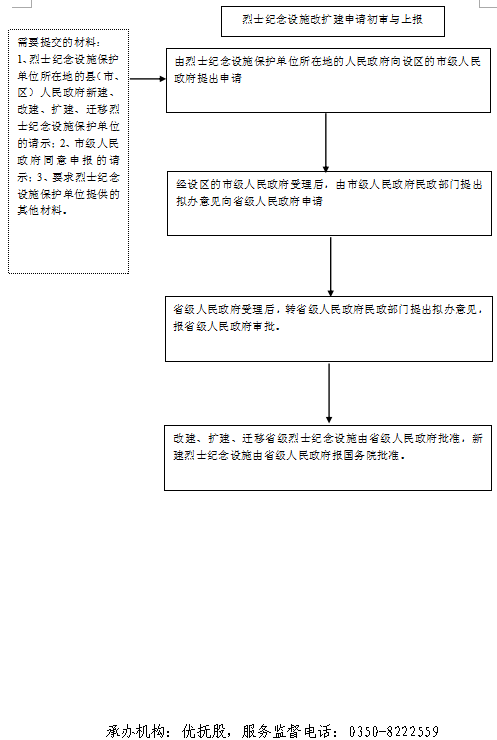 烈士纪念设施改扩建申请初审与上报
需要提交的材料：
1、烈士纪念设施保护
单位所在地的县（市、
区）人民政府新建、
改建、扩建、迁移烈
士纪念设施保护单位
的请示；2、市级人民
政府同意申报的请
示；3、要求烈士纪念
设施保护单位提供的
其他材料。
由烈士纪念设施保护单位所在地的人民政府向设区的市级人民
政府提出申请
经设区的市级人民政府受理后，由市级人民政府民政部门提出
拟办意见向省级人民政府申请
省级人民政府受理后，转省级人民政府民政部门提出拟办意见，
报省级人民政府审批。
改建、扩建、迁移省级烈士纪念设施由省级人民政府批准，新
建烈士纪念设施由省级人民政府报国务院批准。
承办机构：优抚股，服务监督电话：0350-8222559